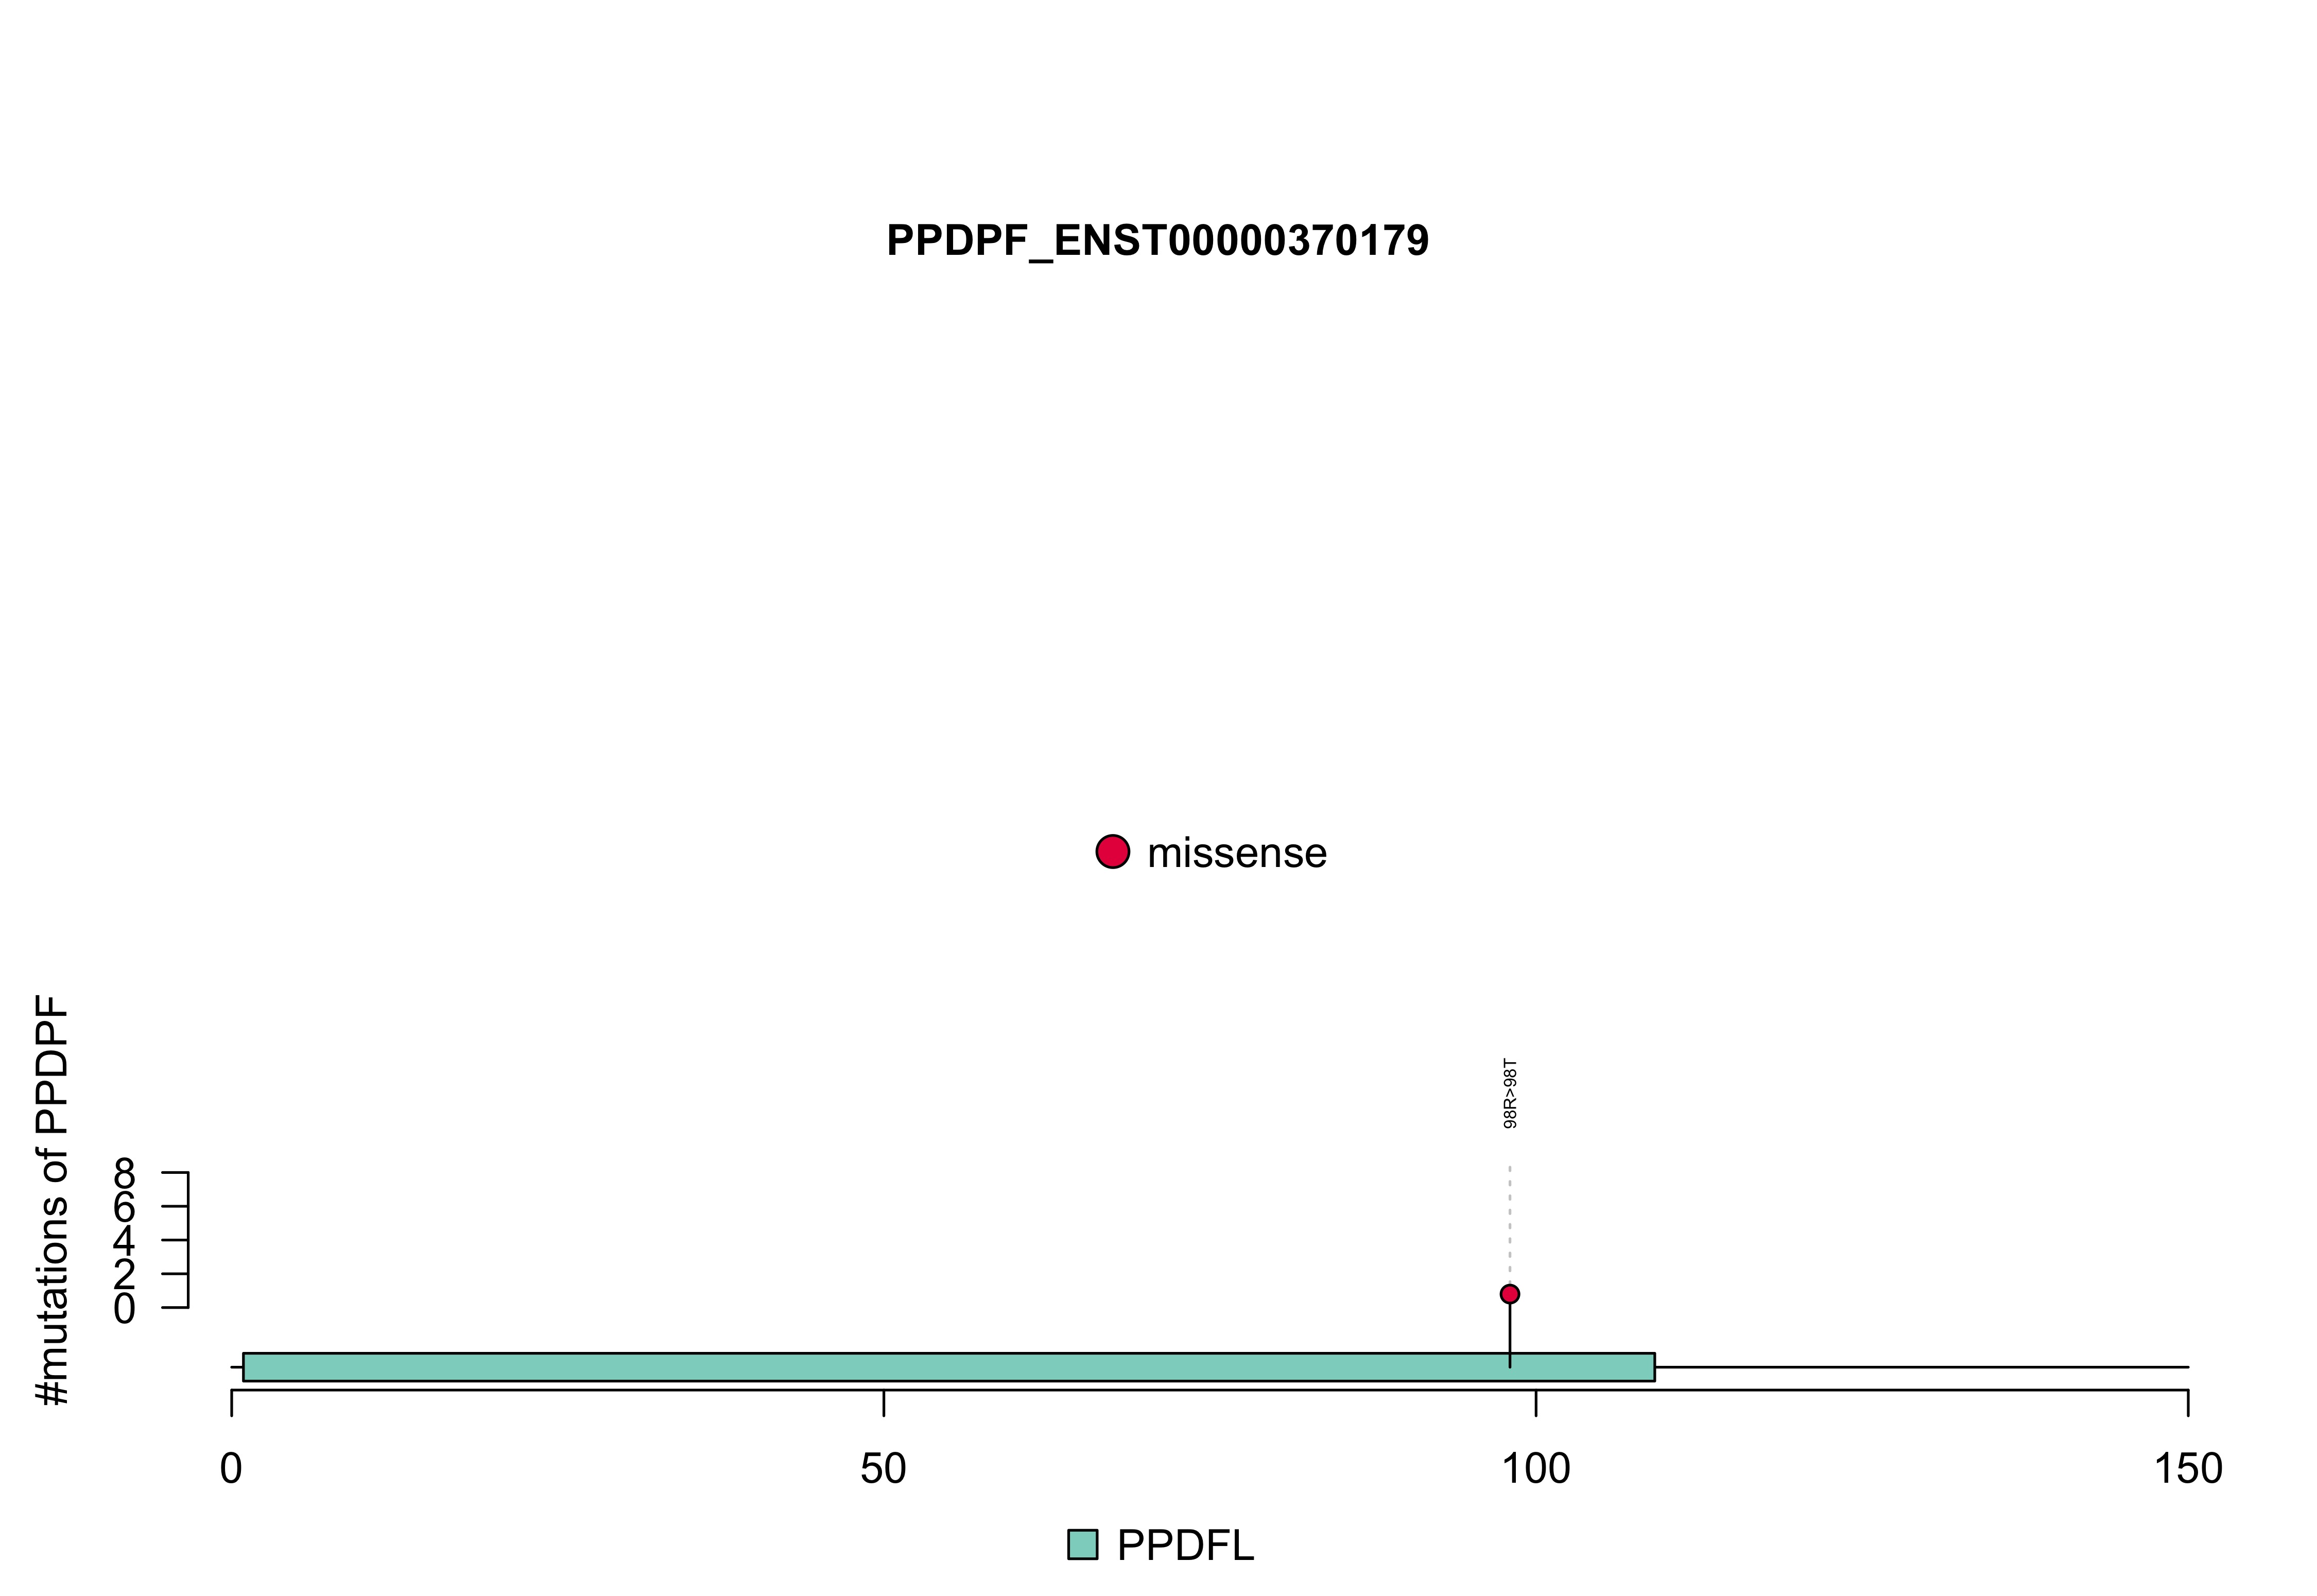 PPDPF_ENST00000370179
missense
#mutations of PPDPF
98R>98T
8
6
4
2
0
0 50 100 150
PPDFL